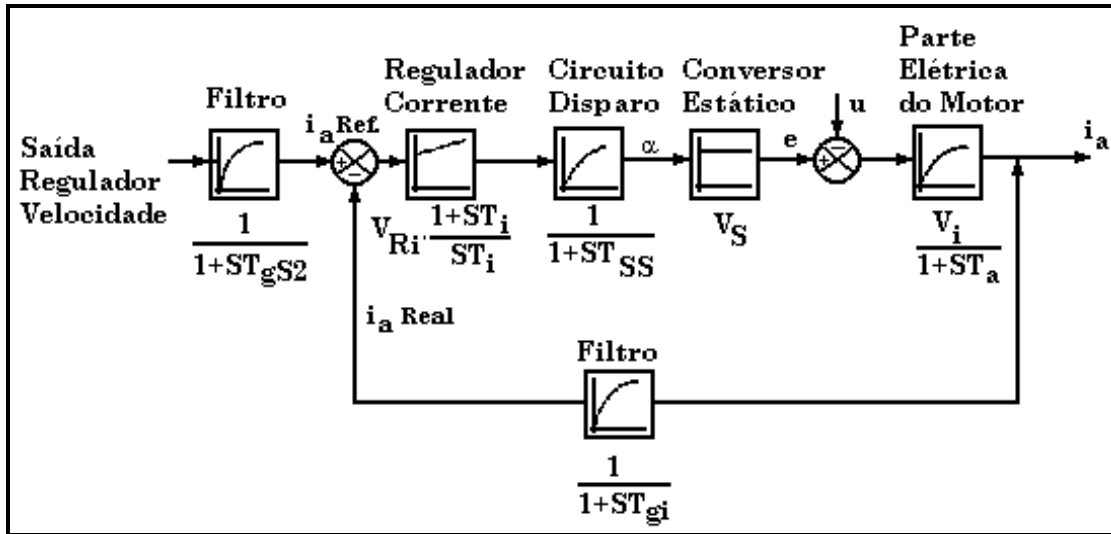 Filtro
i_a Ref.
Regulador
Corrente
Circuito
Disparo
Conversor
Estático
Parte
Elétrica
do Motor
Saída
Regulador
Velocidade
+
−
α
e
u
+
−
i_a
1
1+ST_gS2
V_Ri · 1+ST_i
ST_i
1
1+ST_SS
V_S
V_i
1+ST_a
i_a Real
Filtro
1
1+ST_gi